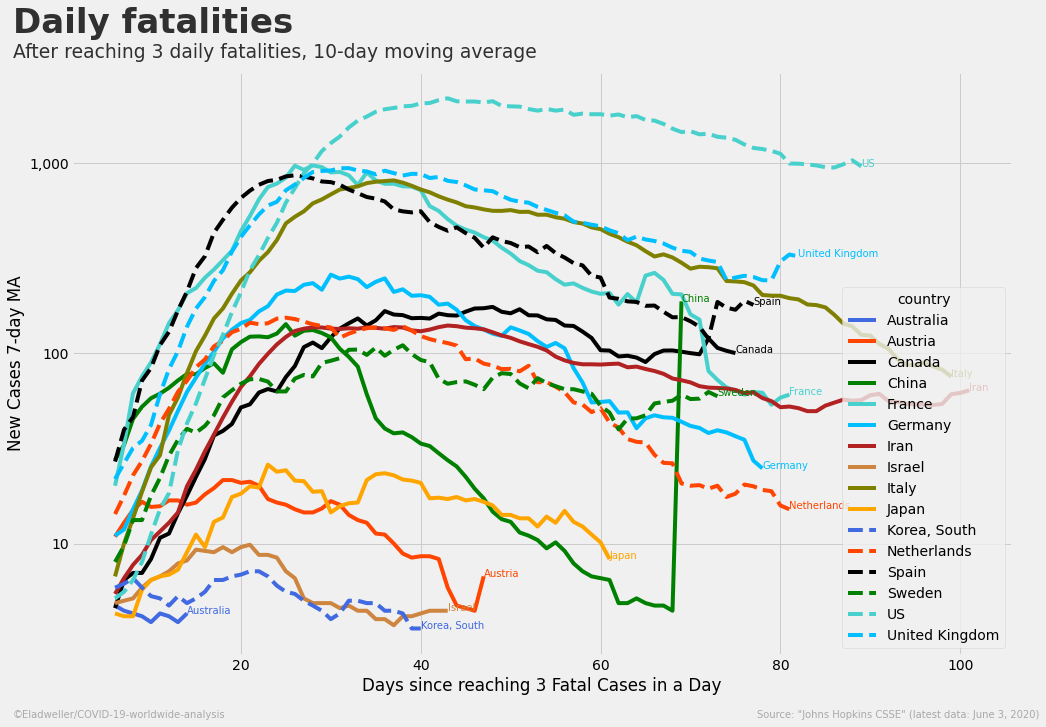 Daily fatalities
After reaching 3 daily fatalities, 10-day moving average
New Cases 7-day MA
1,000
100
10
20
40
60
80
100
Days since reaching 3 Fatal Cases in a Day
US
United Kingdom
China
Spain
Canada
Italy
Iran
France
Sweden
Germany
Netherlands
Japan
Austria
Israel
Australia
Korea, South
country
Australia
Austria
Canada
China
France
Germany
Iran
Israel
Italy
Japan
Korea, South
Netherlands
Spain
Sweden
US
United Kingdom
©Eladweller/COVID-19-worldwide-analysis
Source: "Johns Hopkins CSSE" (latest data: June 3, 2020)